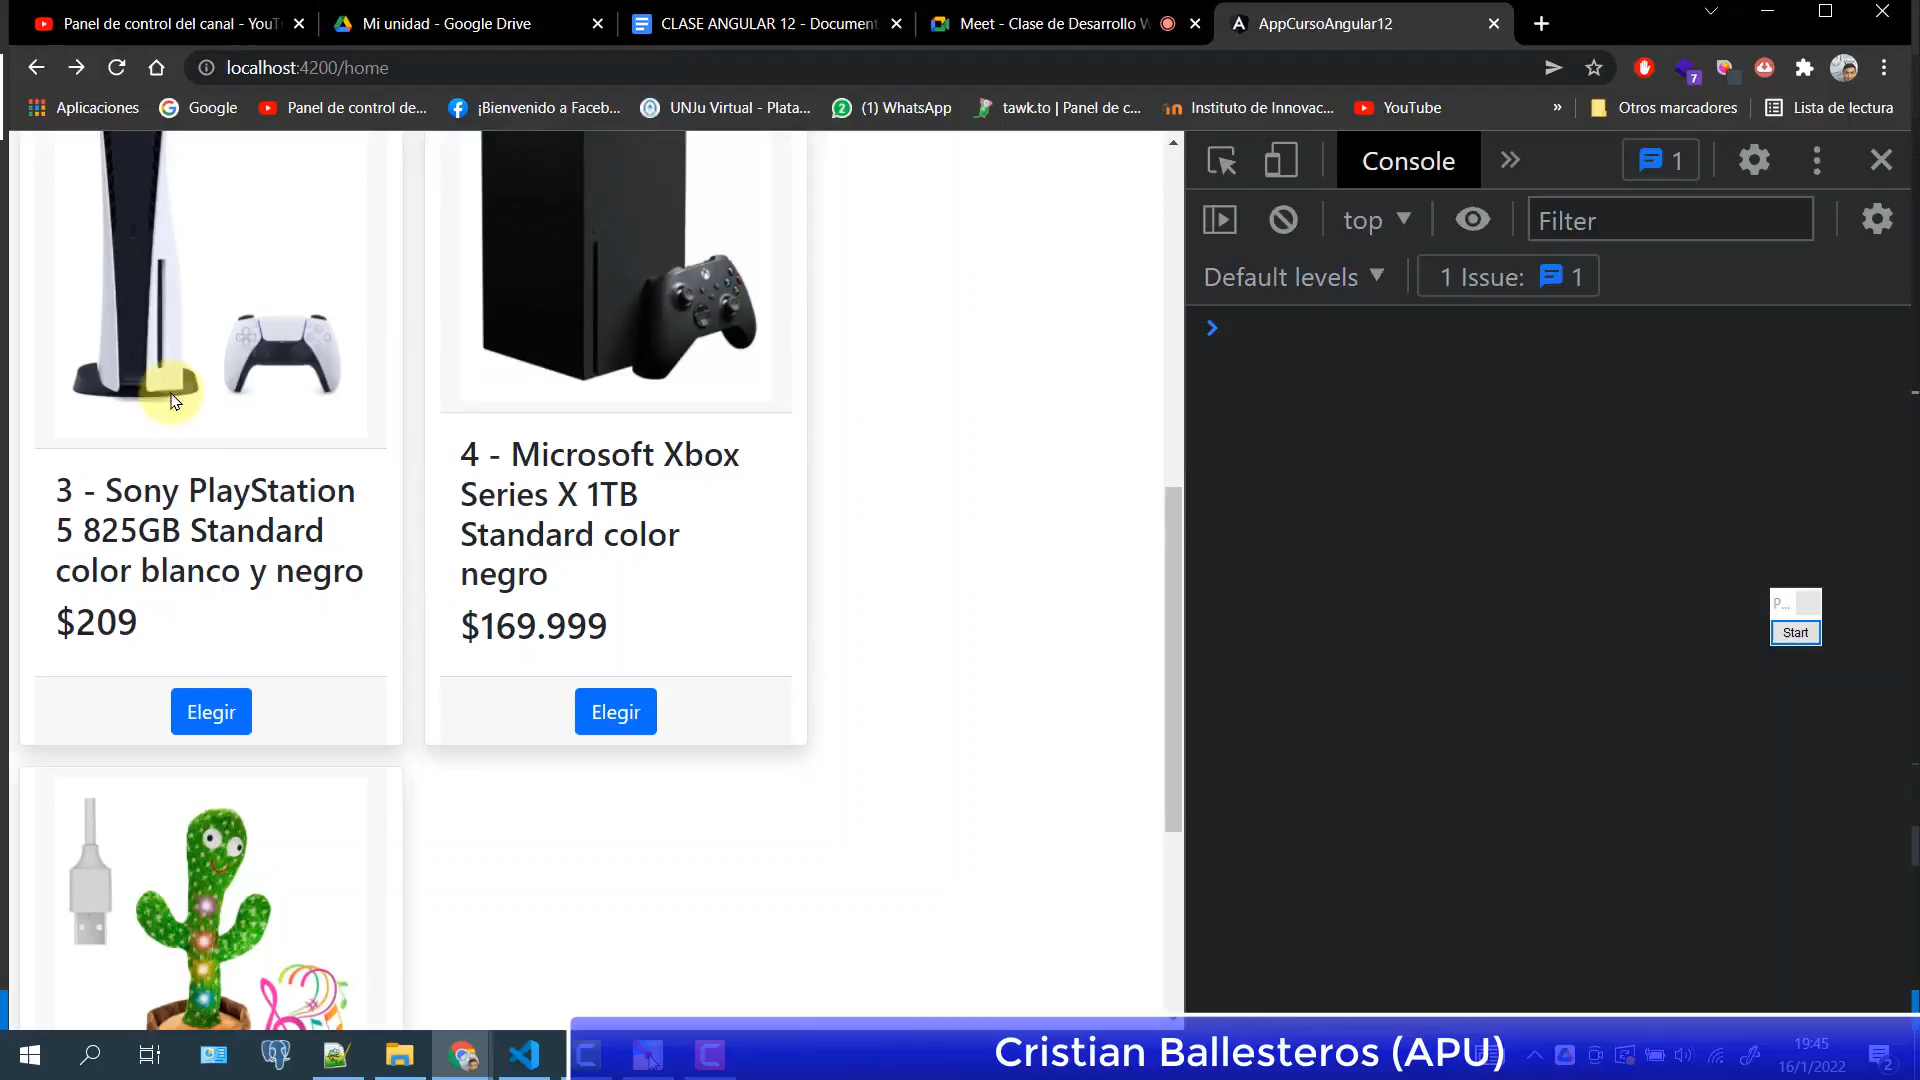 Panel de control del canal - YouT
Mi unidad - Google Drive
CLASE ANGULAR 12 - Document
Meet - Clase de Desarrollo W
AppCursoAngular12
localhost:4200/home
7
Aplicaciones
Google
Panel de control de...
¡Bienvenido a Faceb...
UNJu Virtual - Plata...
(1) WhatsApp
tawk.to | Panel de c...
Instituto de Innovac...
YouTube
»
Otros marcadores
Lista de lectura
Console
1
top
Filter
Default levels
1 Issue:
1
3 - Sony PlayStation
5 825GB Standard
color blanco y negro
$209
Elegir
4 - Microsoft Xbox
Series X 1TB
Standard color
negro
$169.999
Elegir
P...
Start
Cristian Ballesteros (APU)
19:45
16/1/2022
2